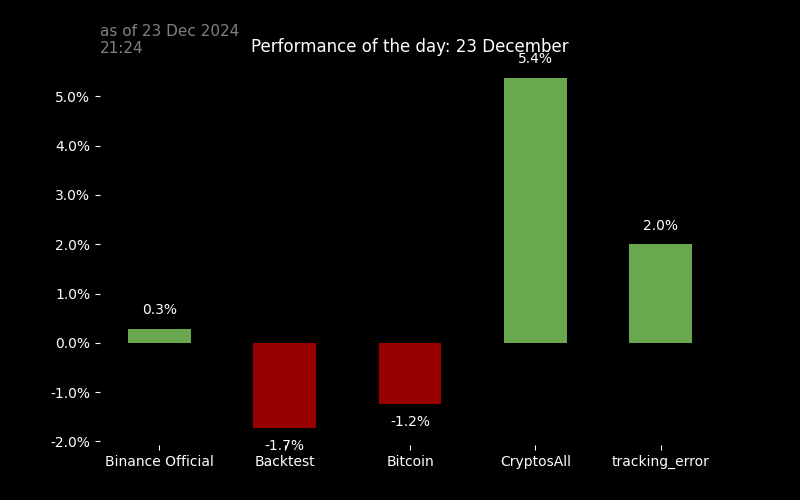 as of 23 Dec 2024
21:24
Performance of the day: 23 December
5.4%
5.0%
4.0%
3.0%
2.0%
2.0%
1.0%
0.3%
0.0%
-1.0%
-1.2%
-2.0%
-1.7%
Binance Official
Backtest
Bitcoin
CryptosAll
tracking_error